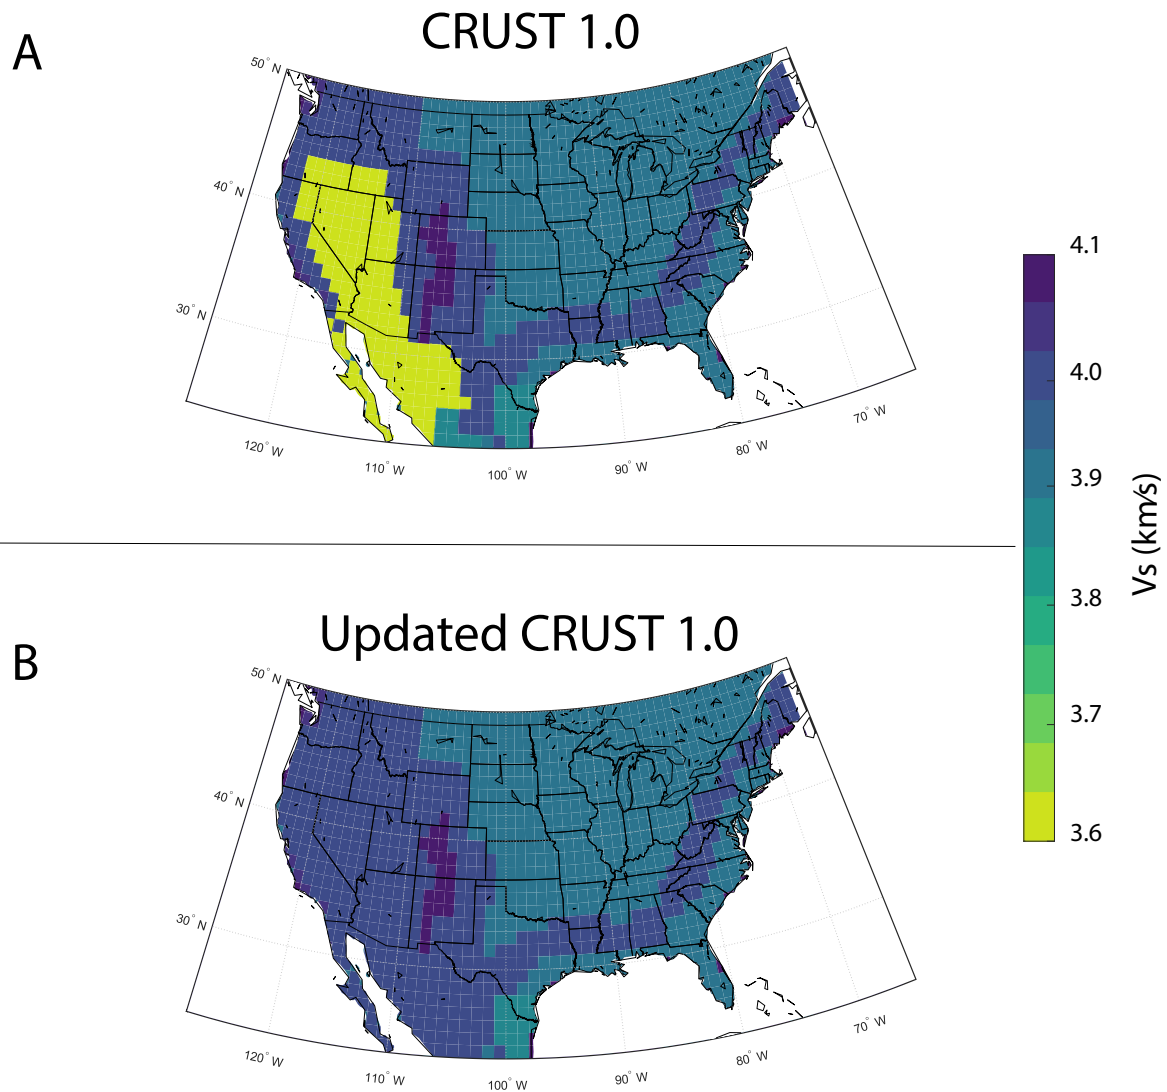 A
CRUST 1.0
50° N
40° N
30° N
120° W
110° W
100° W
90° W
80° W
70° W
4.1
4.0
3.9
3.8
3.7
3.6
Vs (km/s)
B
Updated CRUST 1.0
50° N
40° N
30° N
120° W
110° W
100° W
90° W
80° W
70° W